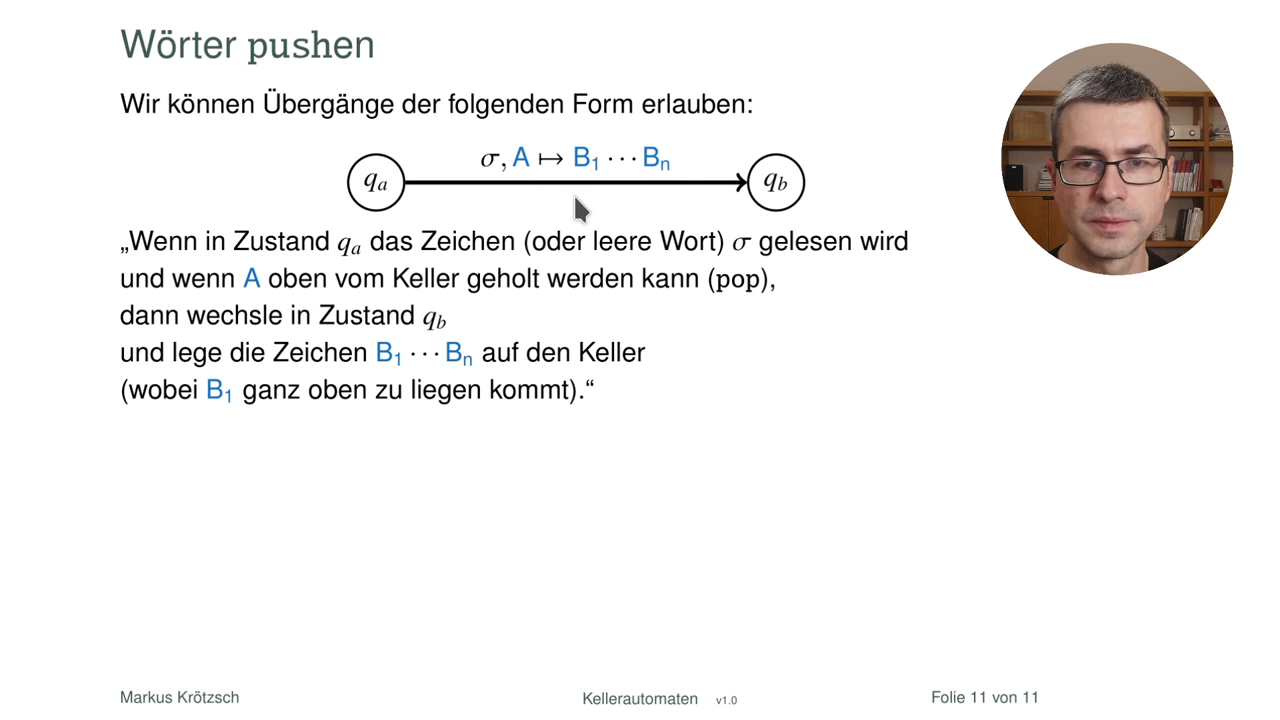 Wörter pushen
Wir können Übergänge der folgenden Form erlauben:
σ, A ↦ B₁ ⋯ Bₙ
qₐ
q_b
„Wenn in Zustand qₐ das Zeichen (oder leere Wort) σ gelesen wird
und wenn A oben vom Keller geholt werden kann (pop),
dann wechsle in Zustand q_b
und lege die Zeichen B₁ ⋯ Bₙ auf den Keller
(wobei B₁ ganz oben zu liegen kommt).“
Markus Krötzsch
Kellerautomaten v1.0
Folie 11 von 11